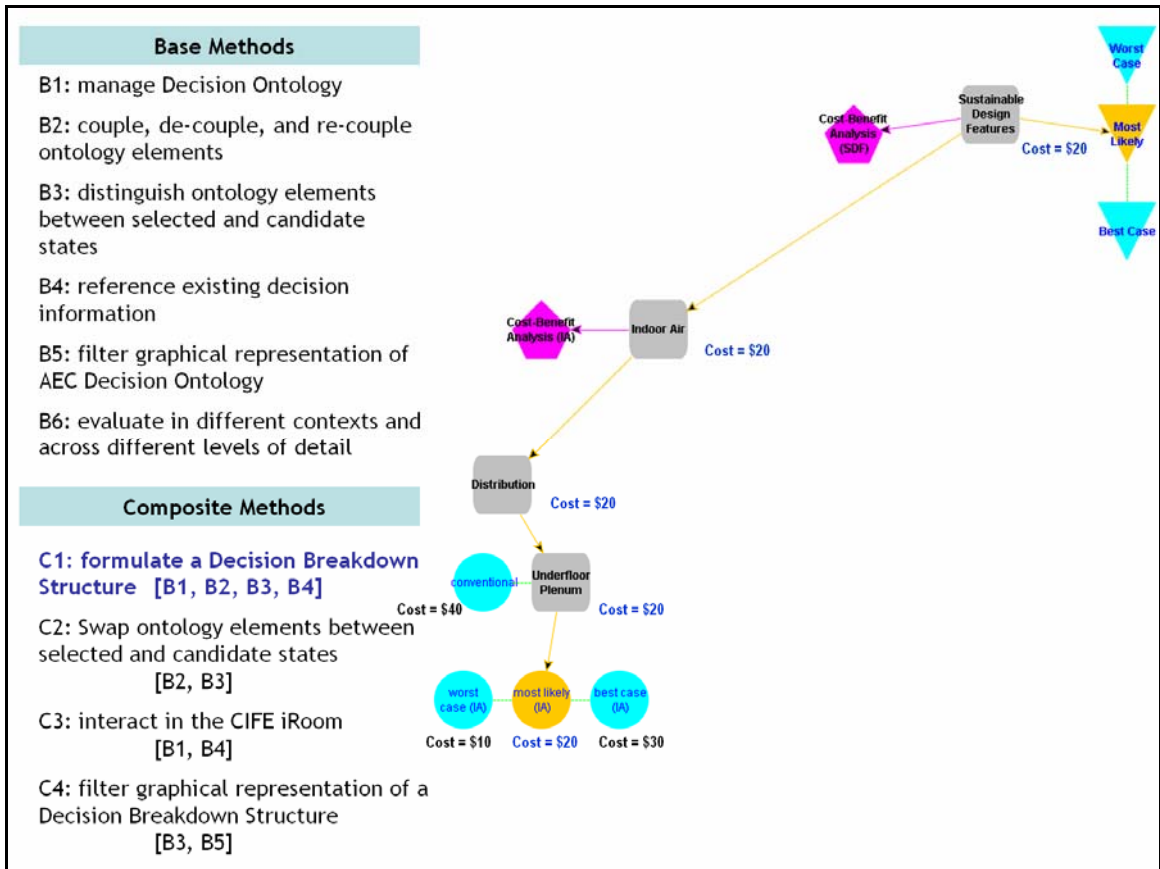 Base Methods
B1: manage Decision Ontology
B2: couple, de-couple, and re-couple
ontology elements
B3: distinguish ontology elements
between selected and candidate
states
B4: reference existing decision
information
B5: filter graphical representation of
AEC Decision Ontology
B6: evaluate in different contexts and
across different levels of detail
Composite Methods
C1: formulate a Decision Breakdown
Structure [B1, B2, B3, B4]
C2: Swap ontology elements between
selected and candidate states
[B2, B3]
C3: interact in the CIFE iRoom
[B1, B4]
C4: filter graphical representation of a
Decision Breakdown Structure
[B3, B5]
Worst
Case
Sustainable
Design
Features
Cost = $20
Most
Likely
Best Case
Cost-Benefit
Analysis
(SDF)
Indoor Air
Cost = $20
Cost-Benefit
Analysis (IA)
Distribution
Cost = $20
Underfloor
Plenum
Cost = $20
conventional
Cost = $40
worst
case (IA)
Cost = $10
most likely
(IA)
Cost = $20
best case
(IA)
Cost = $30